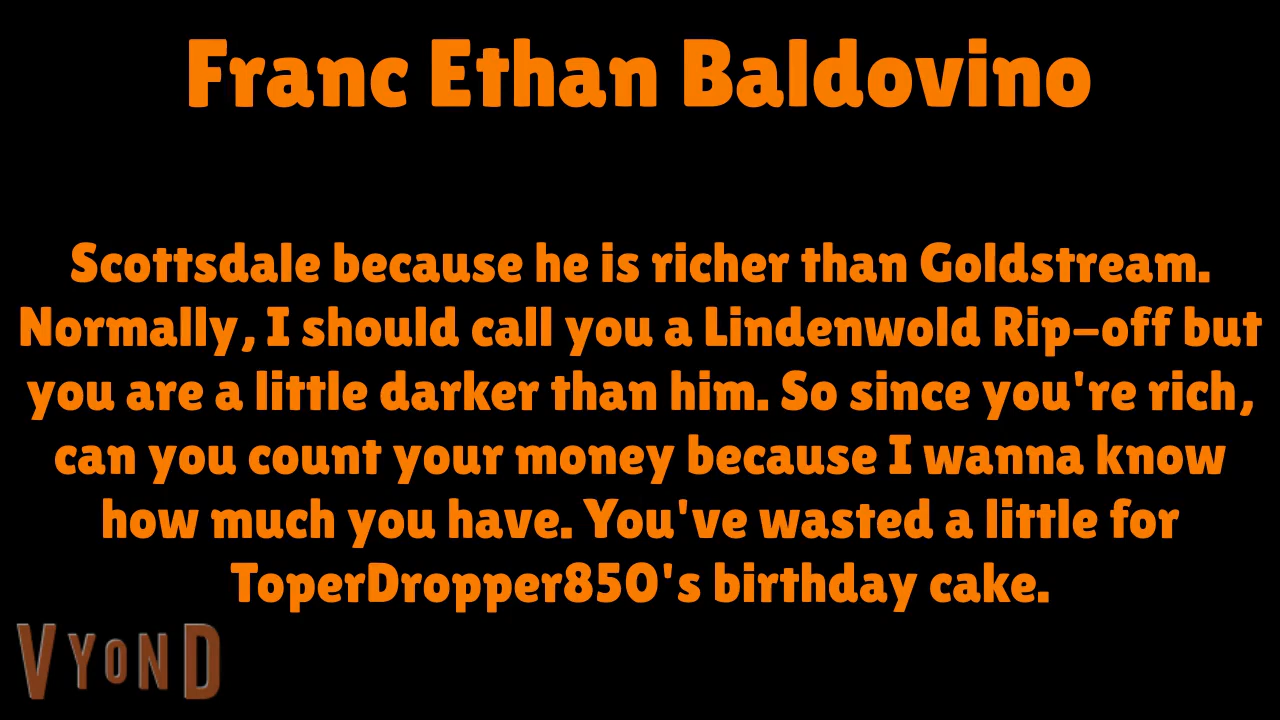 Franc Ethan Baldovino
Scottsdale because he is richer than Goldstream.
Normally, I should call you a Lindenwold Rip-off but
you are a little darker than him. So since you're rich,
can you count your money because I wanna know
how much you have. You've wasted a little for
ToperDropper850's birthday cake.
VYOND